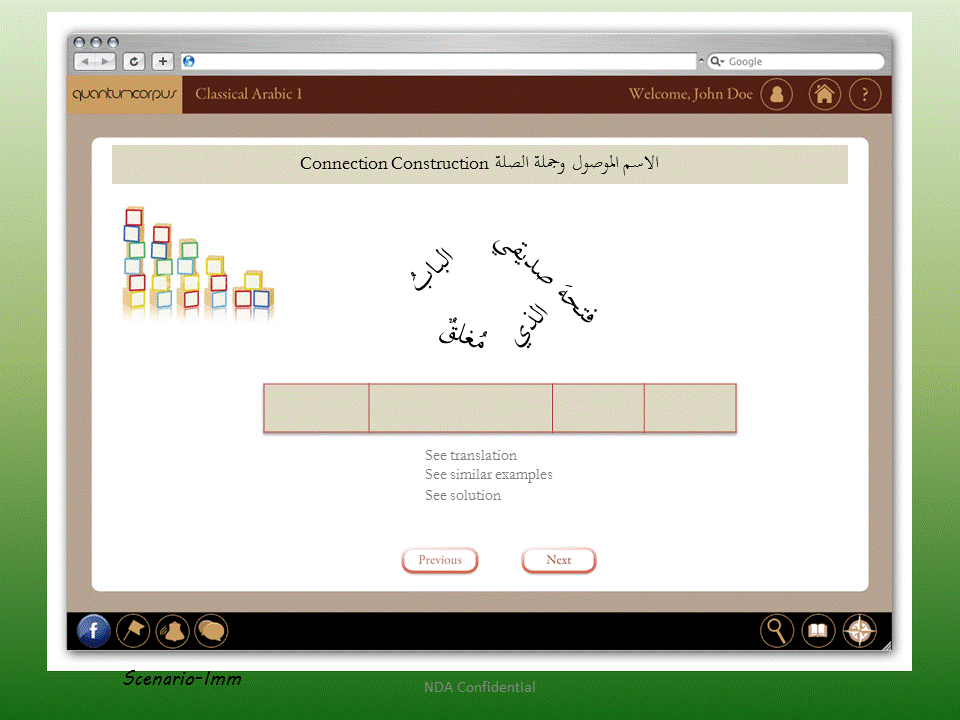 Google
quantumcorpus Classical Arabic 1 Welcome, John Doe ?
Connection Construction الاسم الموصول وجملة الصلة
البابُ
فتحهَ صديقي
الذي
مُغلقٌ
See translation
See similar examples
See solution
Previous Next
f
Scenario-Imm
NDA Confidential